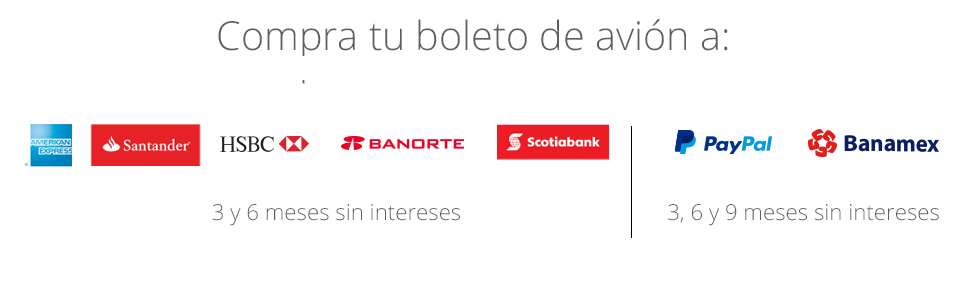 Compra tu boleto de avión a:
AMERICAN
EXPRESS
Santander
HSBC
BANORTE
Scotiabank
PayPal
Banamex
3 y 6 meses sin intereses
3, 6 y 9 meses sin intereses